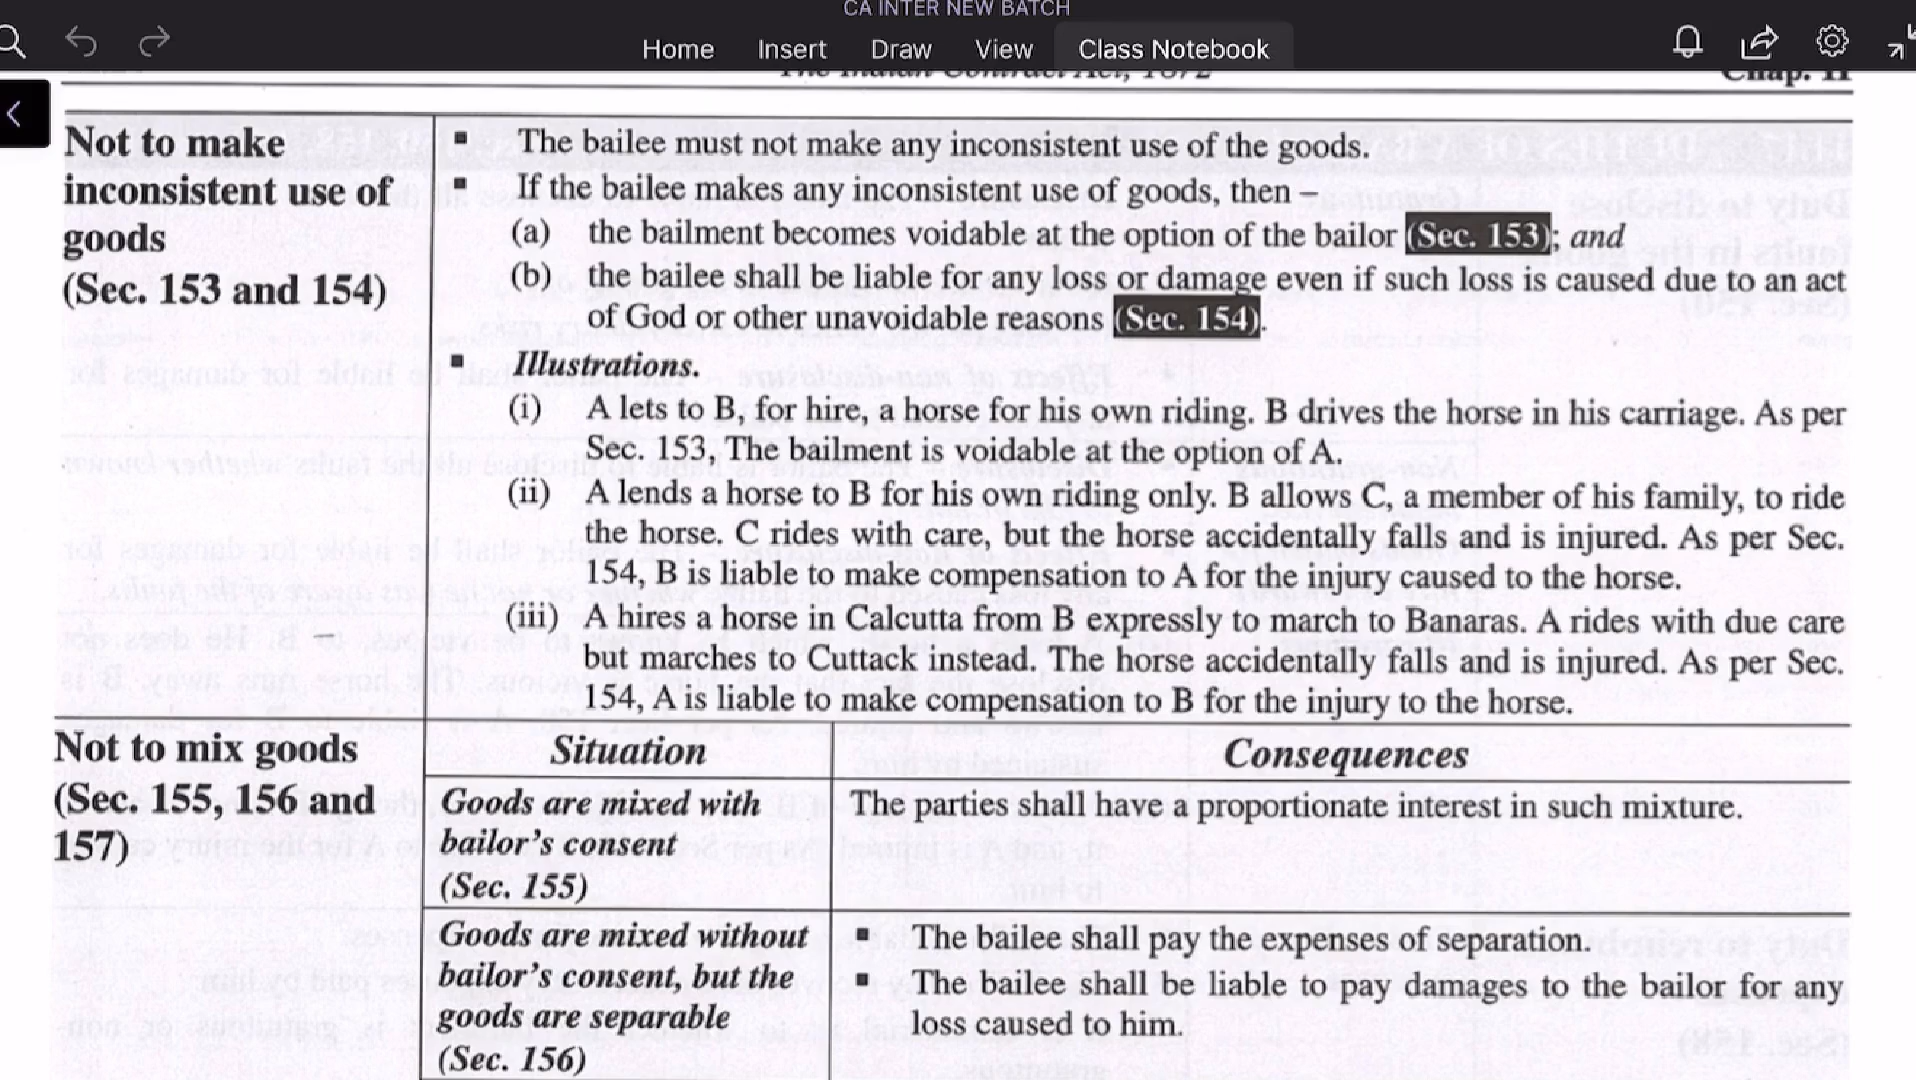 CA INTER NEW BATCH
Home Insert Draw View Class Notebook
The Indian Contract Act, 1872 Chap. 11
Not to make
inconsistent use of
goods
(Sec. 153 and 154)
▪ The bailee must not make any inconsistent use of the goods.
▪ If the bailee makes any inconsistent use of goods, then –
(a) the bailment becomes voidable at the option of the bailor (Sec. 153); and
(b) the bailee shall be liable for any loss or damage even if such loss is caused due to an act
of God or other unavoidable reasons (Sec. 154).
▪ Illustrations.
(i) A lets to B, for hire, a horse for his own riding. B drives the horse in his carriage. As per
Sec. 153, The bailment is voidable at the option of A.
(ii) A lends a horse to B for his own riding only. B allows C, a member of his family, to ride
the horse. C rides with care, but the horse accidentally falls and is injured. As per Sec.
154, B is liable to make compensation to A for the injury caused to the horse.
(iii) A hires a horse in Calcutta from B expressly to march to Banaras. A rides with due care
but marches to Cuttack instead. The horse accidentally falls and is injured. As per Sec.
154, A is liable to make compensation to B for the injury to the horse.
Not to mix goods
(Sec. 155, 156 and
157)
Situation Consequences
Goods are mixed with
bailor's consent
(Sec. 155)
The parties shall have a proportionate interest in such mixture.
Goods are mixed without
bailor's consent, but the
goods are separable
(Sec. 156)
▪ The bailee shall pay the expenses of separation.
▪ The bailee shall be liable to pay damages to the bailor for any
loss caused to him.